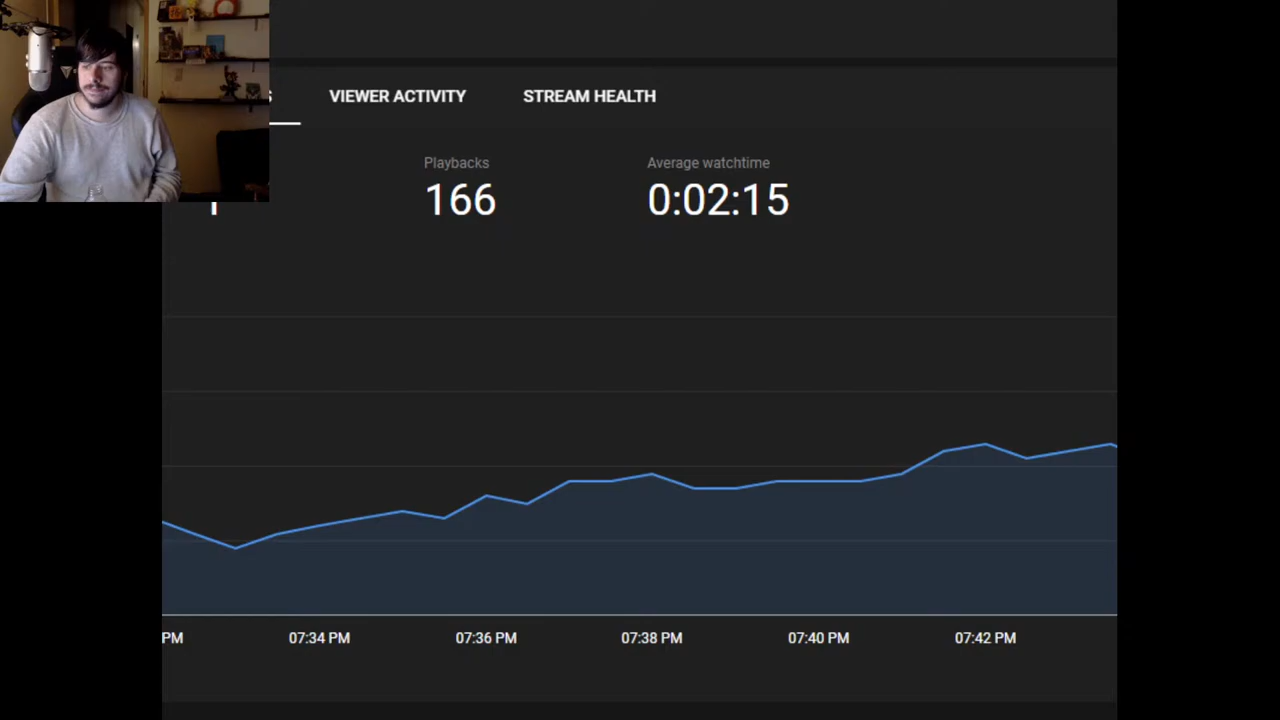 VIEWER ACTIVITY STREAM HEALTH
Playbacks Average watchtime
166 0:02:15
PM 07:34 PM 07:36 PM 07:38 PM 07:40 PM 07:42 PM